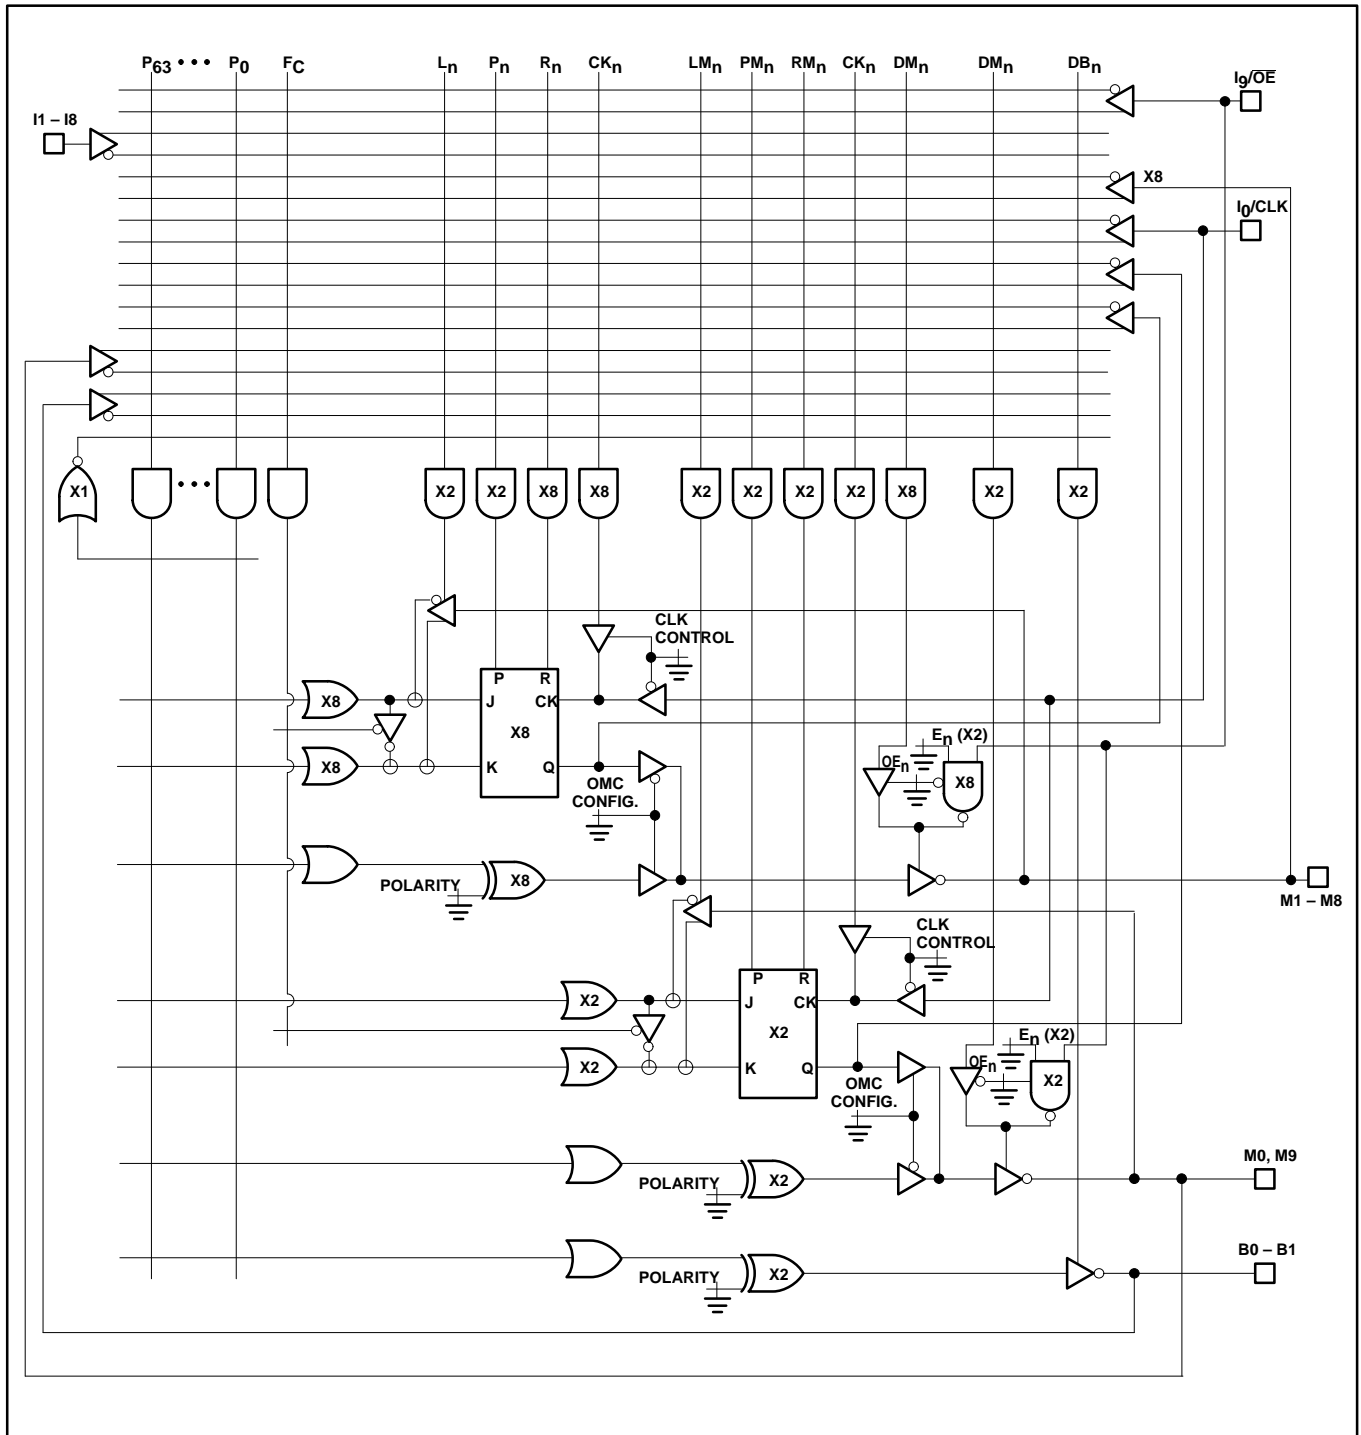 P63 • • • P0 FC Ln Pn Rn CKn LMn PMn RMn CKn DMn DMn DBn
I9/OE
I1 – I8
X8
I0/CLK
X1 • • • X2 X2 X8 X8 X2 X2 X2 X2 X8 X2 X2
CLK
CONTROL
P R
X8 J CK
X8
En (X2)
OEn
X8
X8 K Q
OMC
CONFIG.
POLARITY X8
M1 – M8
CLK
CONTROL
P R
X2 J CK
X2
En (X2)
OEn
X2
X2 K Q
OMC
CONFIG.
M0, M9
POLARITY X2
B0 – B1
POLARITY X2